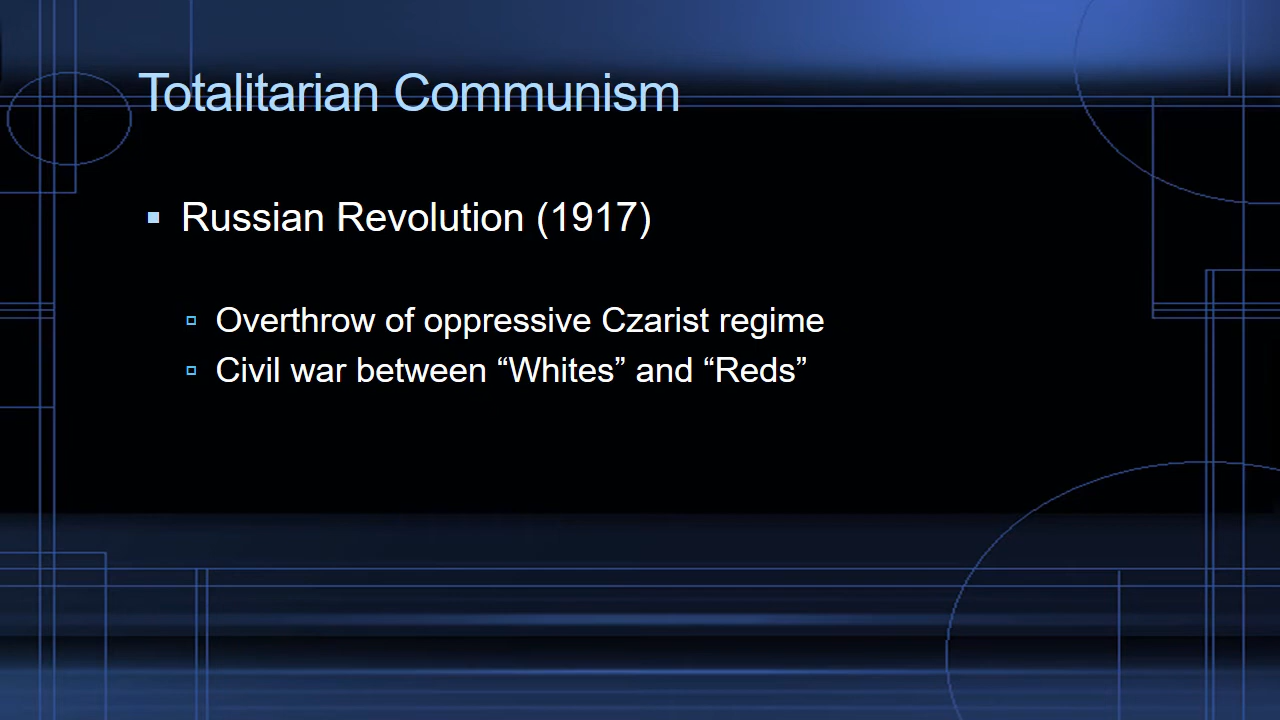 Totalitarian Communism
Russian Revolution (1917)
Overthrow of oppressive Czarist regime
Civil war between “Whites” and “Reds”